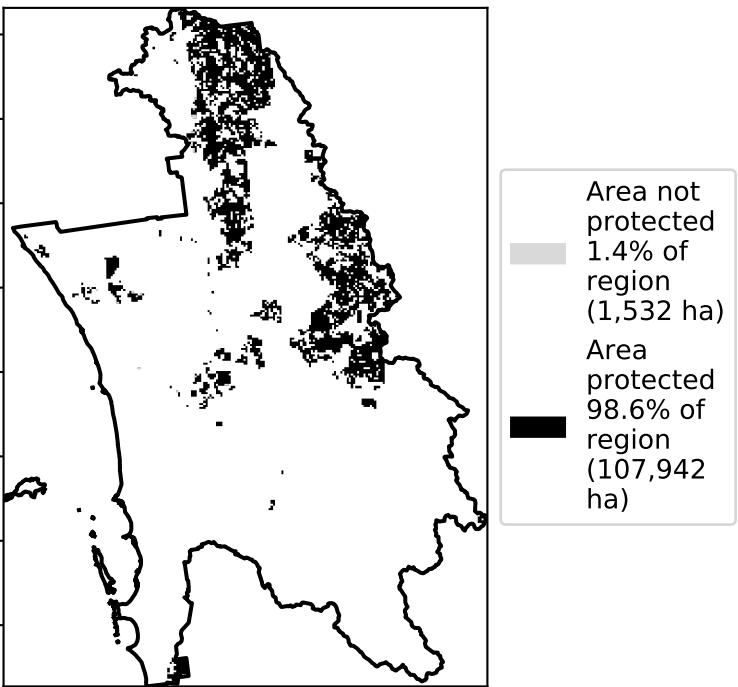 Area not
protected
1.4% of
region
(1,532 ha)
Area
protected
98.6% of
region
(107,942
ha)